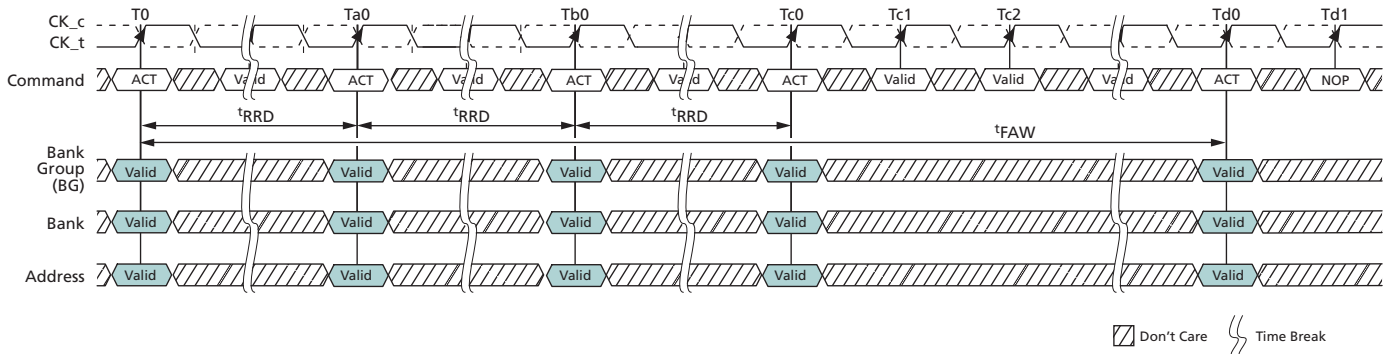 T0 Ta0 Tb0 Tc0 Tc1 Tc2 Td0 Td1
CK_c
CK_t
Command ACT Valid ACT Valid ACT Valid ACT Valid Valid Valid ACT NOP
tRRD tRRD tRRD
tFAW
Bank
Group
(BG)
Valid Valid Valid Valid Valid
Bank Valid Valid Valid Valid Valid
Address Valid Valid Valid Valid Valid
Don't Care Time Break